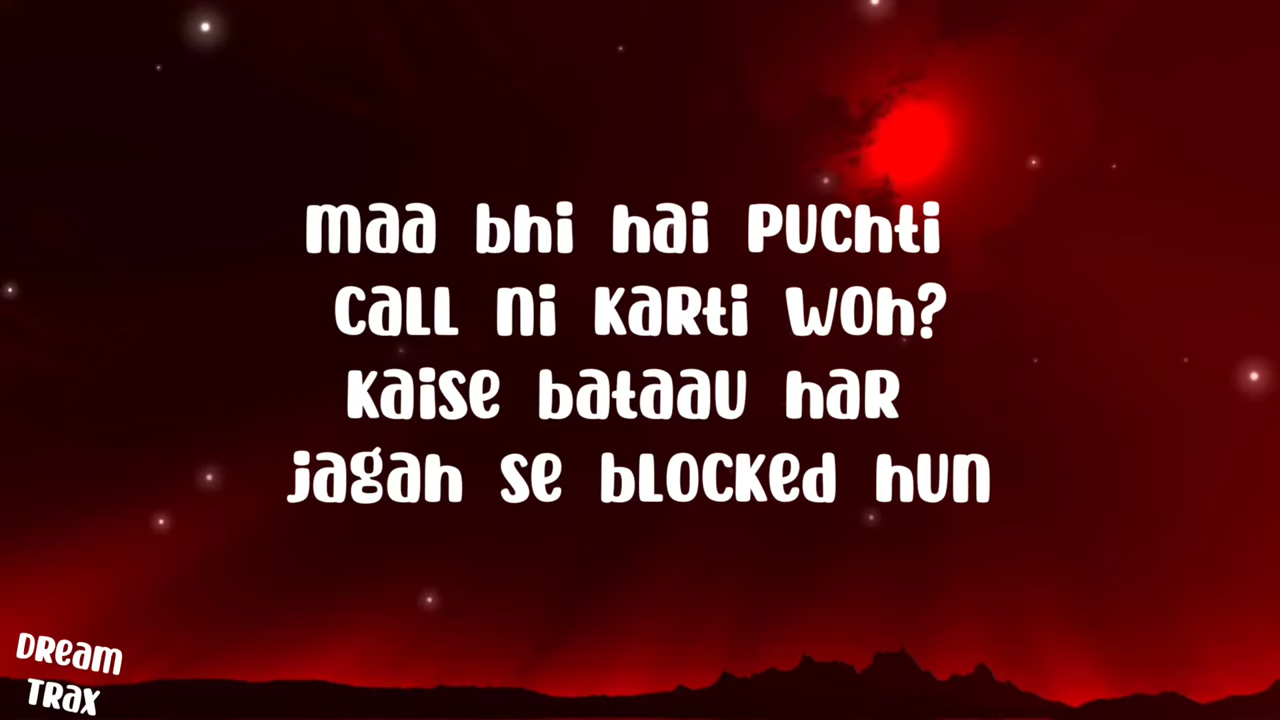 maa bhi hai puchti
call ni karti woh?
kaise bataau har
jagah se blocked hun
Dream
Trax